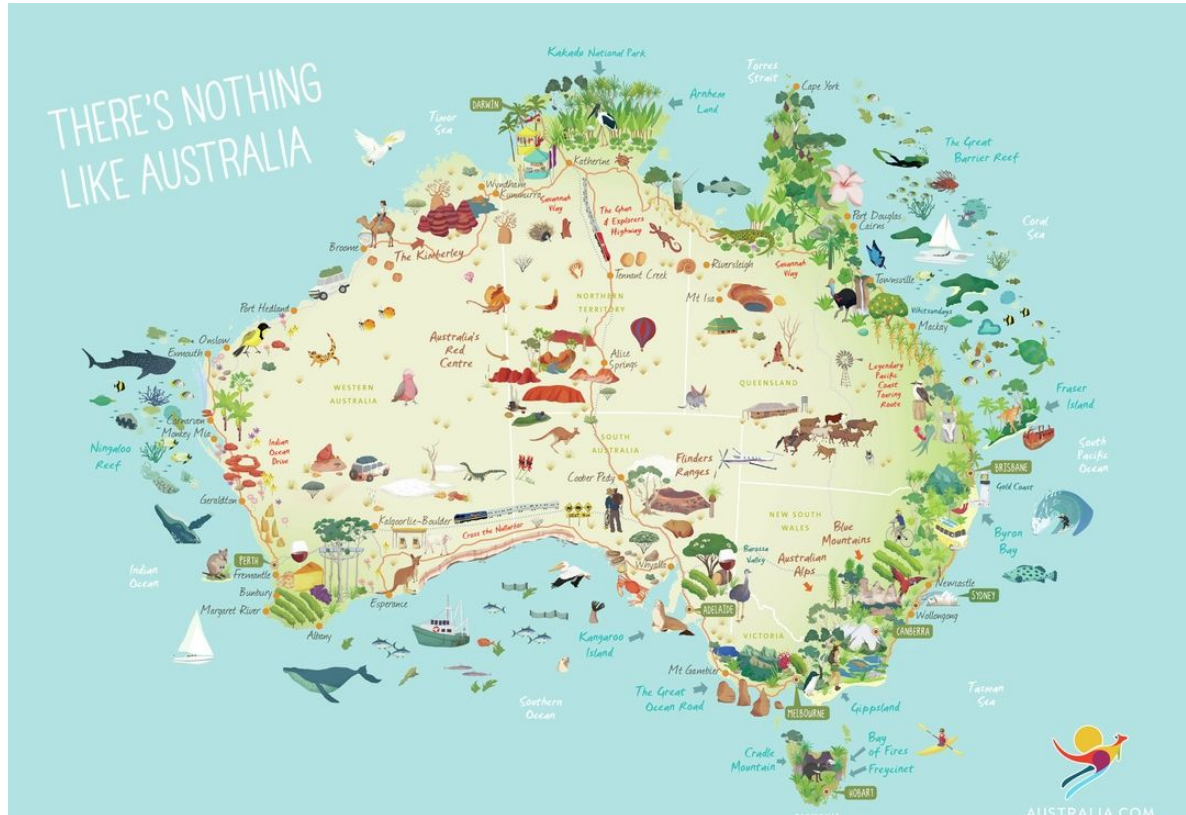 THERE'S NOTHING
LIKE AUSTRALIA
Kakadu National Park
DARWIN
Arnhem
Land
Torres
Strait
Cape York
Timor
Sea
The Great
Barrier Reef
Katherine
Wyndham
Kununurra
Savannah
Way
The Ghan
& Explorers
Highway
Port Douglas
Cairns
Coral
Sea
Broome
The Kimberley
Tennant Creek
Riversleigh
Savannah
Way
Townsville
Mt Isa
NORTHERN
TERRITORY
Port Hedland
Whitsundays
Mackay
Onslow
Exmouth
Australia's
Red
Centre
Alice
Springs
WESTERN
AUSTRALIA
QUEENSLAND
Legendary
Pacific
Coast
Touring
Route
Fraser
Island
Carnarvon
Monkey Mia
Ningaloo
Reef
Indian
Ocean
Drive
SOUTH
AUSTRALIA
Flinders
Ranges
South
Pacific
Ocean
BRISBANE
Coober Pedy
Gold Coast
Geraldton
Kalgoorlie-Boulder
Cross the Nullarbor
NEW SOUTH
WALES
Blue
Mountains
Byron
Bay
PERTH
Fremantle
Indian
Ocean
Bunbury
Margaret River
Albany
Esperance
Whyalla
Barossa
Valley
Australian
Alps
Newcastle
SYDNEY
Wollongong
ADELAIDE
CANBERRA
Kangaroo
Island
VICTORIA
Mt Gambier
The Great
Ocean Road
MELBOURNE
Gippsland
Southern
Ocean
Tasman
Sea
Cradle
Mountain
Bay
of Fires
Freycinet
HOBART
AUSTRALIA.COM